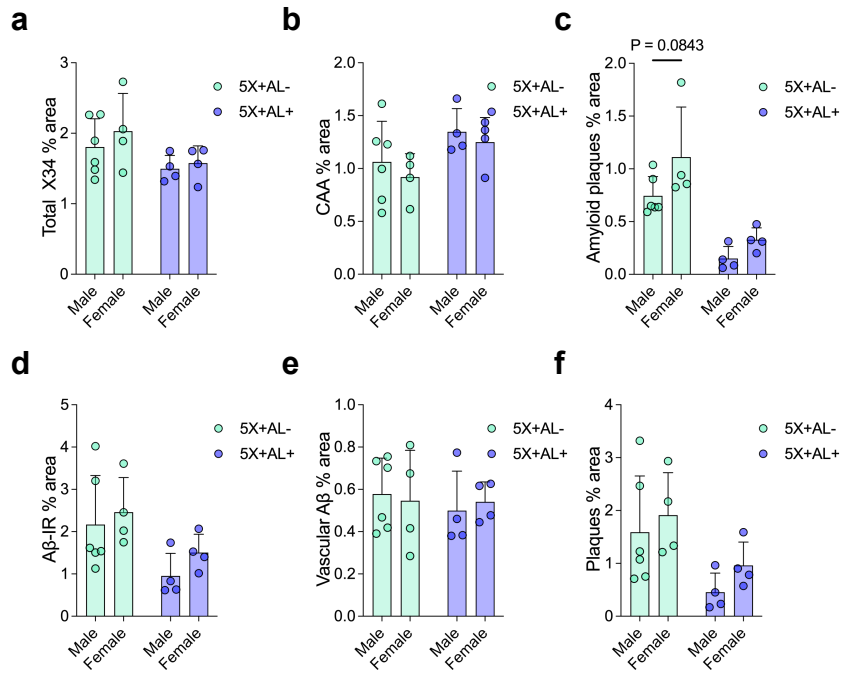 a
Total X34 % area
3
2
1
0
Male
Female
Male
Female
5X+AL-
5X+AL+
b
CAA % area
2.0
1.5
1.0
0.5
0.0
Male
Female
Male
Female
5X+AL-
5X+AL+
c
P = 0.0843
Amyloid plaques % area
2.0
1.5
1.0
0.5
0.0
Male
Female
Male
Female
5X+AL-
5X+AL+
d
Aβ-IR % area
5
4
3
2
1
0
Male
Female
Male
Female
5X+AL-
5X+AL+
e
Vascular Aβ % area
1.0
0.8
0.6
0.4
0.2
0.0
Male
Female
Male
Female
5X+AL-
5X+AL+
f
Plaques % area
4
3
2
1
0
Male
Female
Male
Female
5X+AL-
5X+AL+